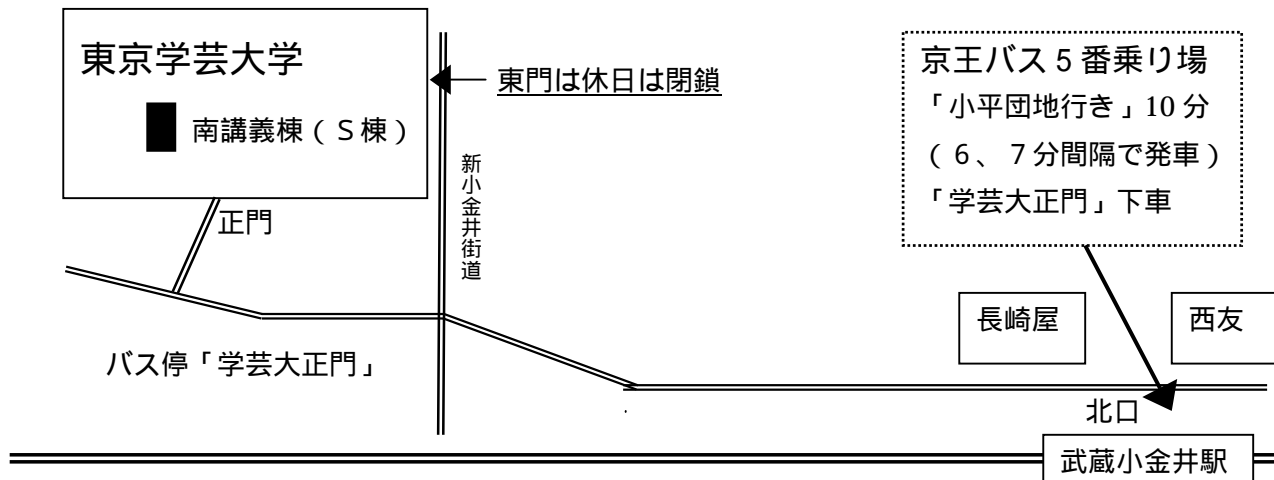 東京学芸大学
南講義棟(S棟)
東門は休日は閉鎖
新小金井街道
正門
バス停「学芸大正門」
京王バス5番乗り場
「小平団地行き」10分
(6、7分間隔で発車)
「学芸大正門」下車
長崎屋
西友
北口
武蔵小金井駅